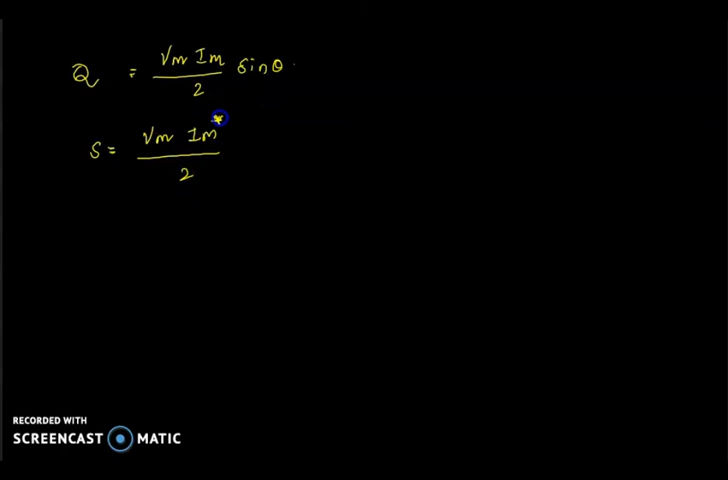 Q = Vm Im / 2 sinθ
S = Vm Im* / 2
RECORDED WITH
SCREENCAST MATIC